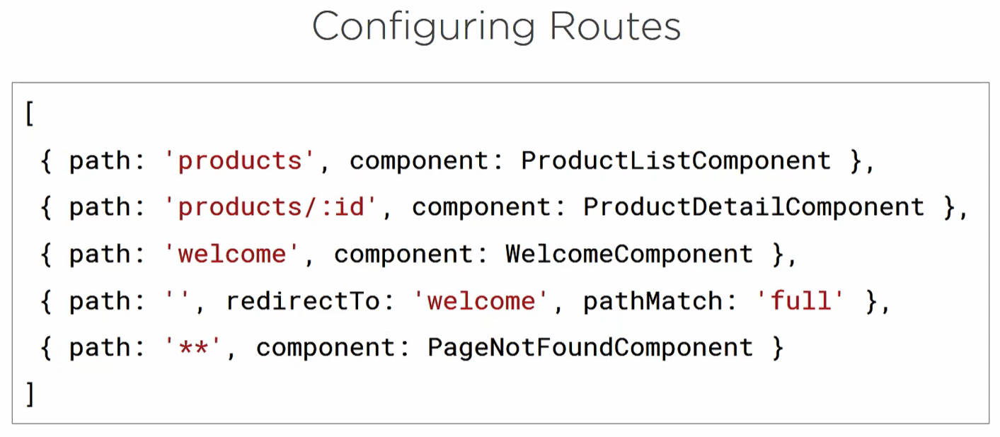 Configuring Routes
[
{ path: 'products', component: ProductListComponent },
{ path: 'products/:id', component: ProductDetailComponent },
{ path: 'welcome', component: WelcomeComponent },
{ path: '', redirectTo: 'welcome', pathMatch: 'full' },
{ path: '**', component: PageNotFoundComponent }
]